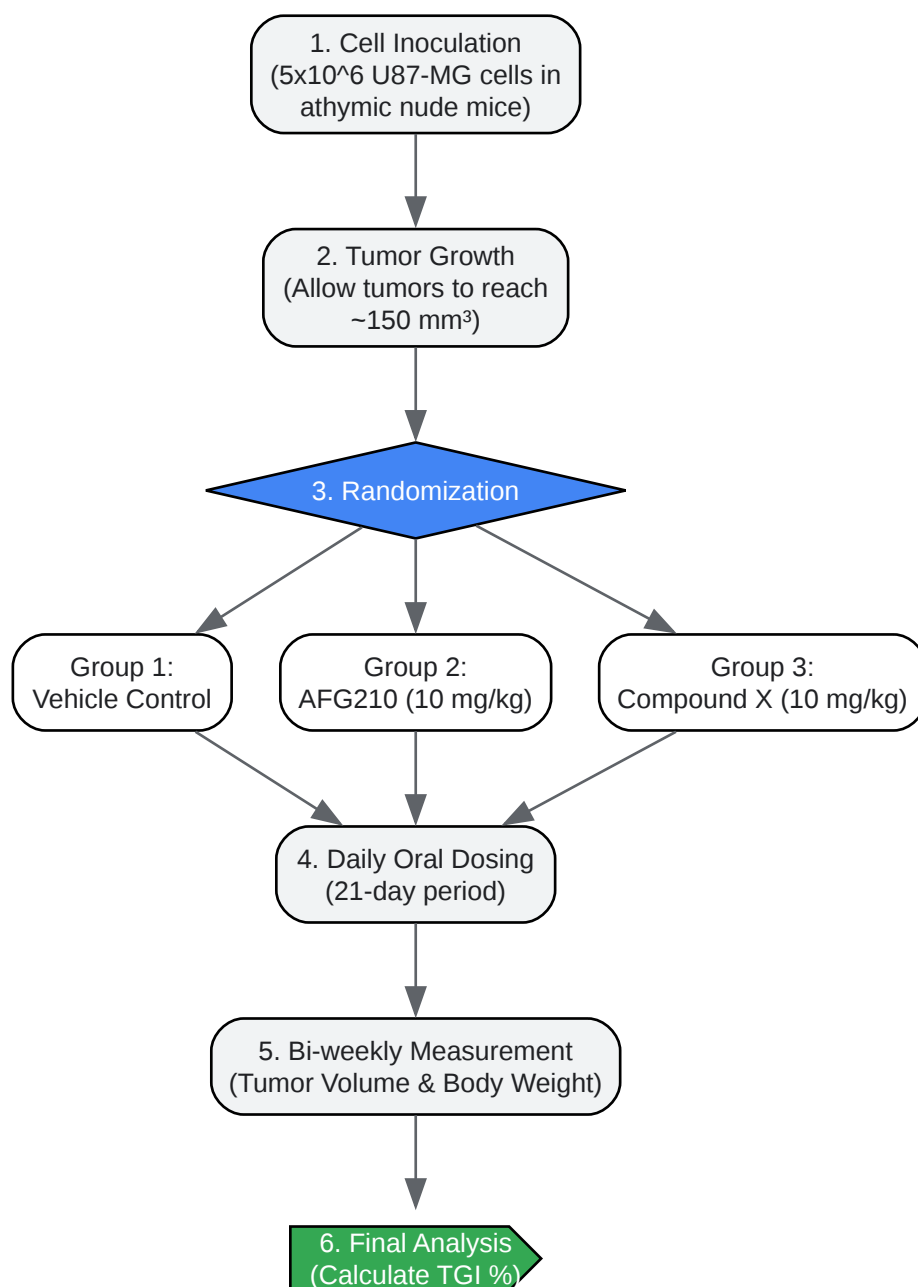 1. Cell Inoculation
(5x10^6 U87-MG cells in
athymic nude mice)
2. Tumor Growth
(Allow tumors to reach
~150 mm³)
3. Randomization
Group 1:
Vehicle Control
Group 2:
AFG210 (10 mg/kg)
Group 3:
Compound X (10 mg/kg)
4. Daily Oral Dosing
(21-day period)
5. Bi-weekly Measurement
(Tumor Volume & Body Weight)
6. Final Analysis
(Calculate TGI %)